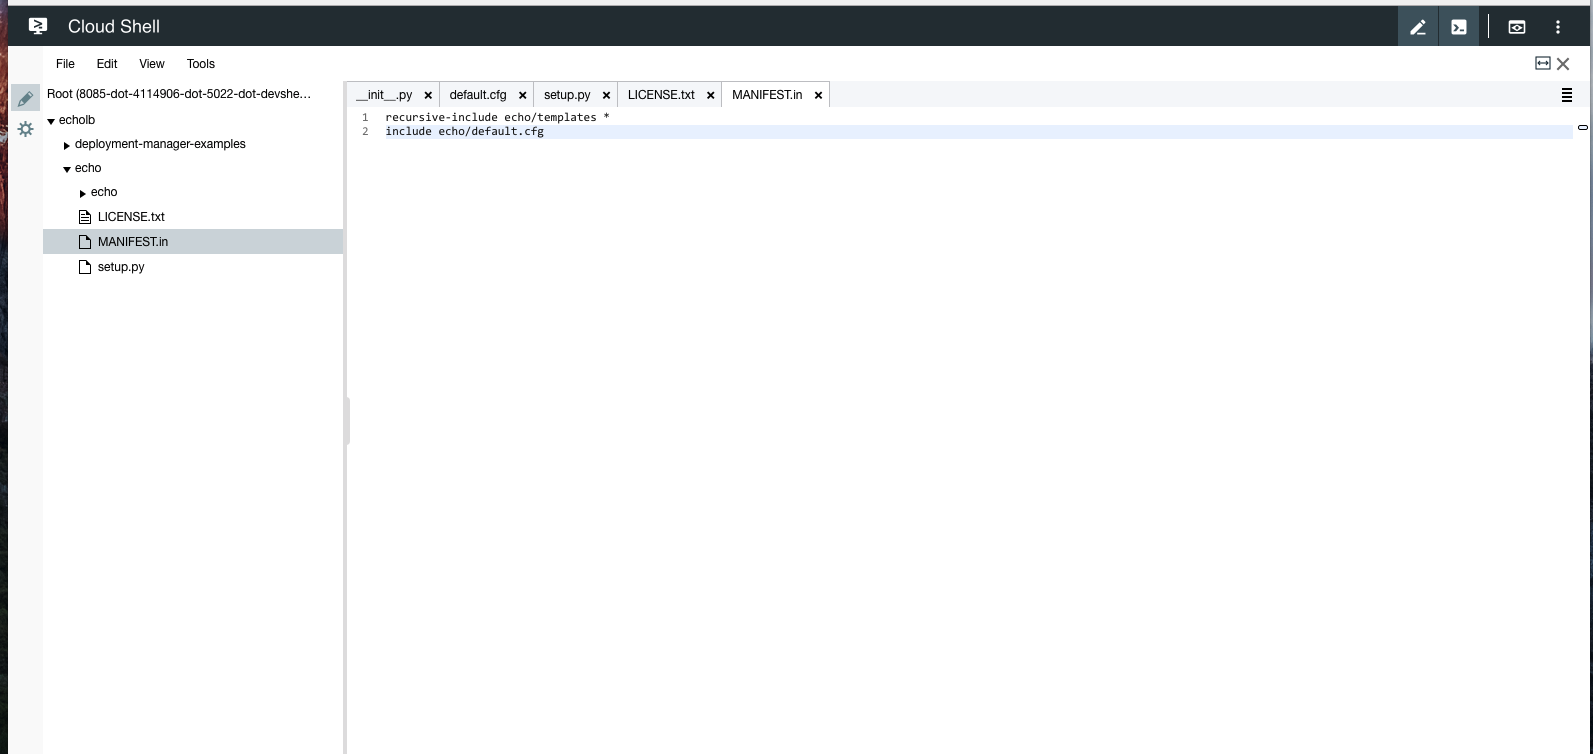 Cloud Shell
File Edit View Tools
Root (8085-dot-4114906-dot-5022-dot-devshe...
echolb
deployment-manager-examples
echo
echo
LICENSE.txt
MANIFEST.in
setup.py
__init__.py default.cfg setup.py LICENSE.txt MANIFEST.in
1 recursive-include echo/templates *
2 include echo/default.cfg